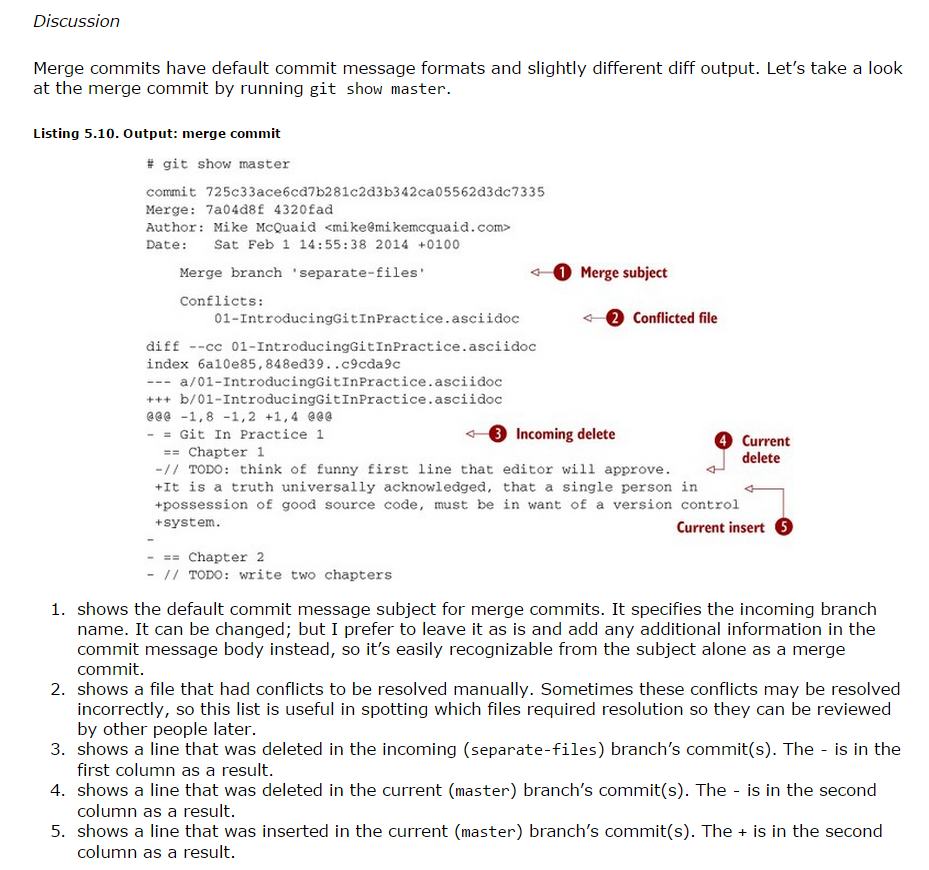 Discussion
Merge commits have default commit message formats and slightly different diff output. Let’s take a look
at the merge commit by running git show master.
Listing 5.10. Output: merge commit
# git show master
commit 725c33ace6cd7b281c2d3b342ca05562d3dc7335
Merge: 7a04d8f 4320fad
Author: Mike McQuaid <mike@mikemcquaid.com>
Date:   Sat Feb 1 14:55:38 2014 +0100
Merge branch 'separate-files'
1 Merge subject
Conflicts:
01-IntroducingGitInPractice.asciidoc
2 Conflicted file
diff --cc 01-IntroducingGitInPractice.asciidoc
index 6a10e85,848ed39..c9cda9c
--- a/01-IntroducingGitInPractice.asciidoc
+++ b/01-IntroducingGitInPractice.asciidoc
@@@ -1,8 -1,2 +1,4 @@@
- = Git In Practice 1
3 Incoming delete
== Chapter 1
4 Current
delete
-// TODO: think of funny first line that editor will approve.
+It is a truth universally acknowledged, that a single person in
+possession of good source code, must be in want of a version control
+system.
Current insert 5
-
- == Chapter 2
- // TODO: write two chapters
1. shows the default commit message subject for merge commits. It specifies the incoming branch
name. It can be changed; but I prefer to leave it as is and add any additional information in the
commit message body instead, so it’s easily recognizable from the subject alone as a merge
commit.
2. shows a file that had conflicts to be resolved manually. Sometimes these conflicts may be resolved
incorrectly, so this list is useful in spotting which files required resolution so they can be reviewed
by other people later.
3. shows a line that was deleted in the incoming (separate-files) branch’s commit(s). The - is in the
first column as a result.
4. shows a line that was deleted in the current (master) branch’s commit(s). The - is in the second
column as a result.
5. shows a line that was inserted in the current (master) branch’s commit(s). The + is in the second
column as a result.